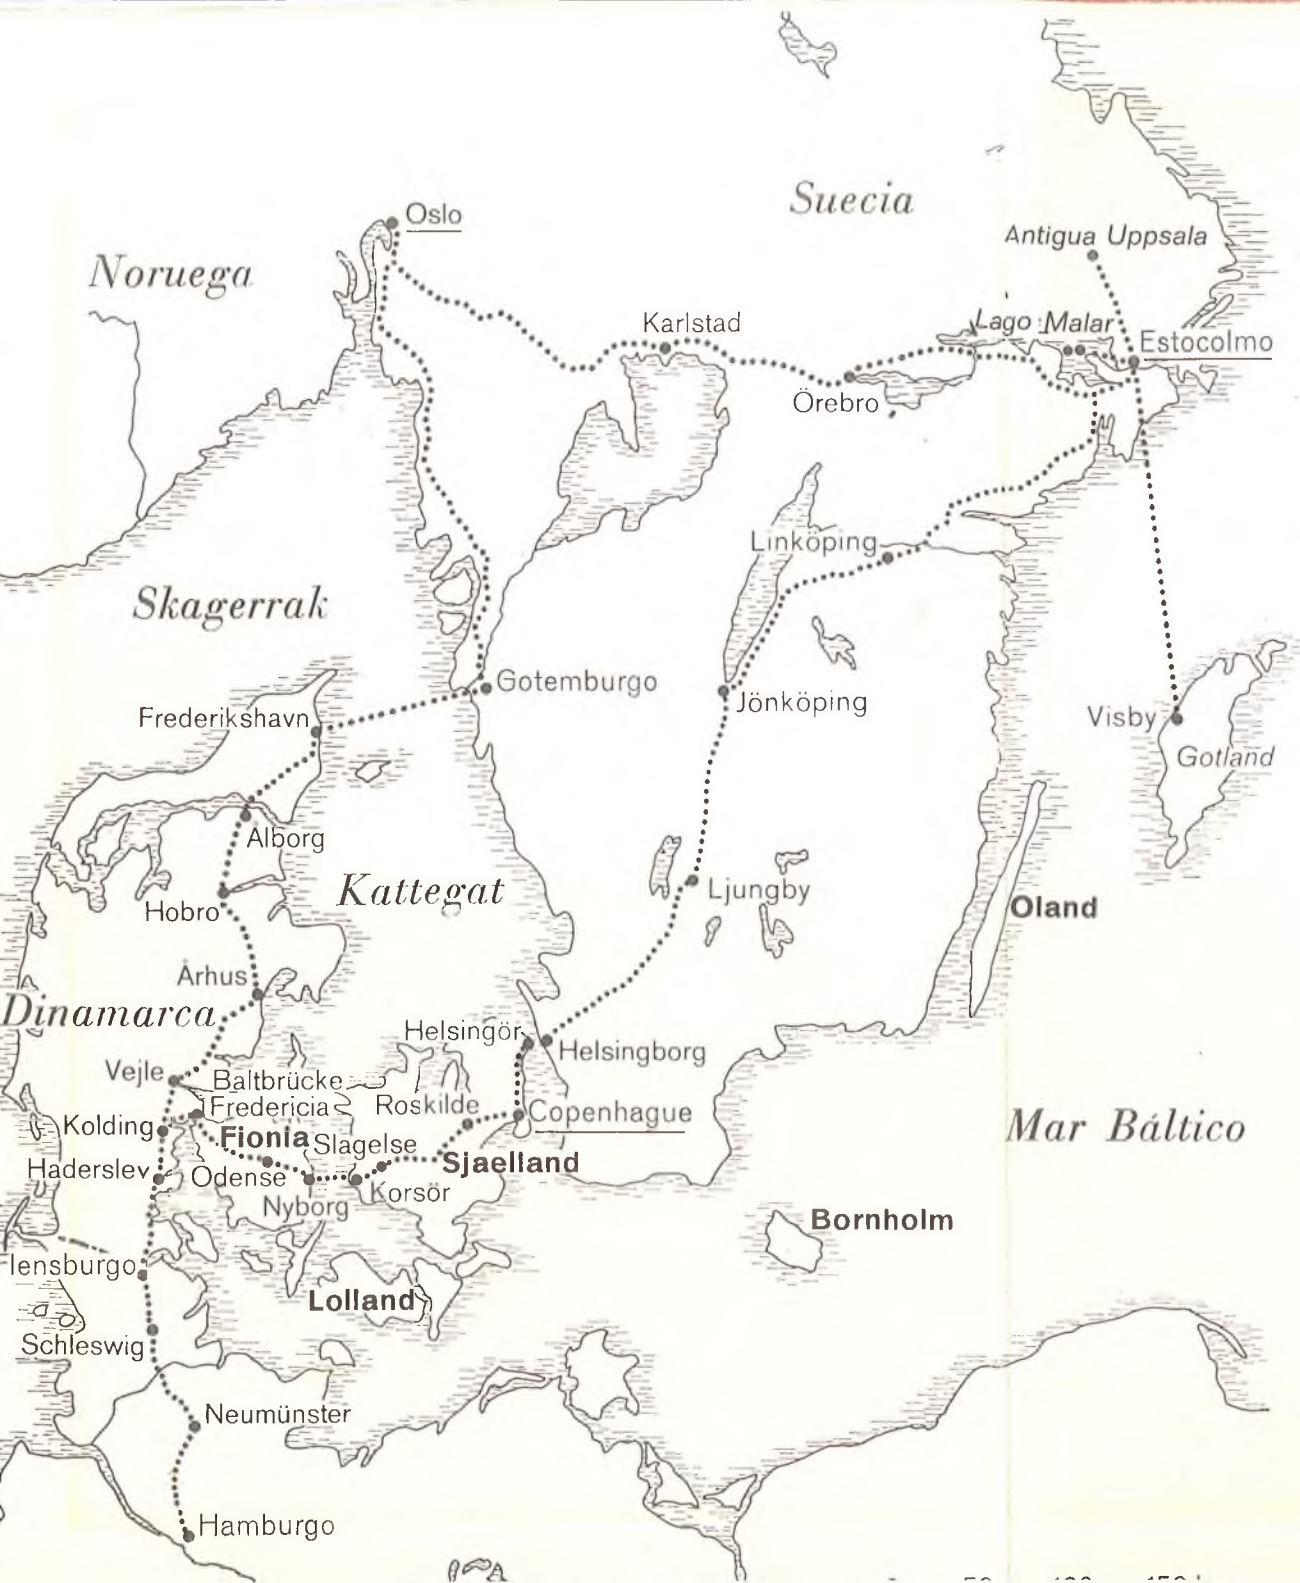 Suecia
Oslo
Antigua Uppsala
Noruega
Karlstad
Lago Malar
Estocolmo
Örebro
Linköping
Skagerrak
Gotemburgo
Jönköping
Frederikshavn
Visby
Gotland
Alborg
Kattegat
Ljungby
Hobro
Oland
Århus
Dinamarca
Helsingör
Helsingborg
Vejle
Baltbrücke
Fredericia
Roskilde
Copenhague
Kolding
Fionia
Slagelse
Mar Báltico
Haderslev
Odense
Sjaelland
Korsör
Nyborg
Bornholm
Flensburgo
Lolland
Schleswig
Neumünster
Hamburgo